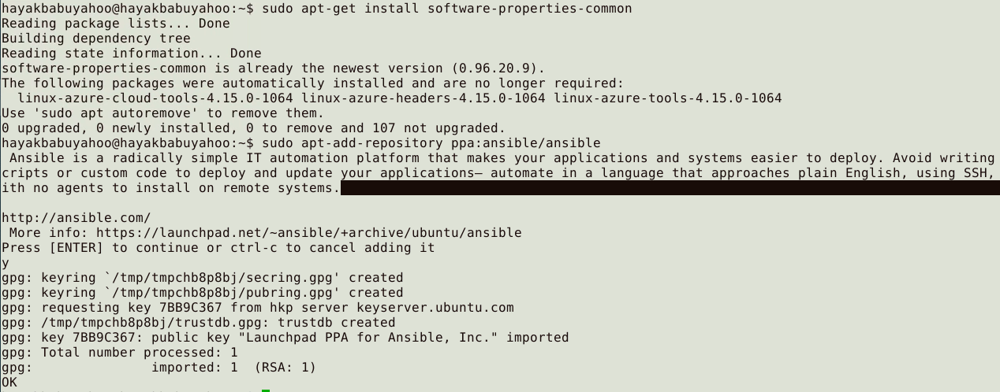 hayakbabuyahoo@hayakbabuyahoo:~$ sudo apt-get install software-properties-common
Reading package lists... Done
Building dependency tree
Reading state information... Done
software-properties-common is already the newest version (0.96.20.9).
The following packages were automatically installed and are no longer required:
  linux-azure-cloud-tools-4.15.0-1064 linux-azure-headers-4.15.0-1064 linux-azure-tools-4.15.0-1064
Use 'sudo apt autoremove' to remove them.
0 upgraded, 0 newly installed, 0 to remove and 107 not upgraded.
hayakbabuyahoo@hayakbabuyahoo:~$ sudo apt-add-repository ppa:ansible/ansible
 Ansible is a radically simple IT automation platform that makes your applications and systems easier to deploy. Avoid writing
cripts or custom code to deploy and update your applications— automate in a language that approaches plain English, using SSH,
ith no agents to install on remote systems.

http://ansible.com/
 More info: https://launchpad.net/~ansible/+archive/ubuntu/ansible
Press [ENTER] to continue or ctrl-c to cancel adding it
y
gpg: keyring `/tmp/tmpchb8p8bj/secring.gpg' created
gpg: keyring `/tmp/tmpchb8p8bj/pubring.gpg' created
gpg: requesting key 7BB9C367 from hkp server keyserver.ubuntu.com
gpg: /tmp/tmpchb8p8bj/trustdb.gpg: trustdb created
gpg: key 7BB9C367: public key "Launchpad PPA for Ansible, Inc." imported
gpg: Total number processed: 1
gpg:               imported: 1  (RSA: 1)
OK